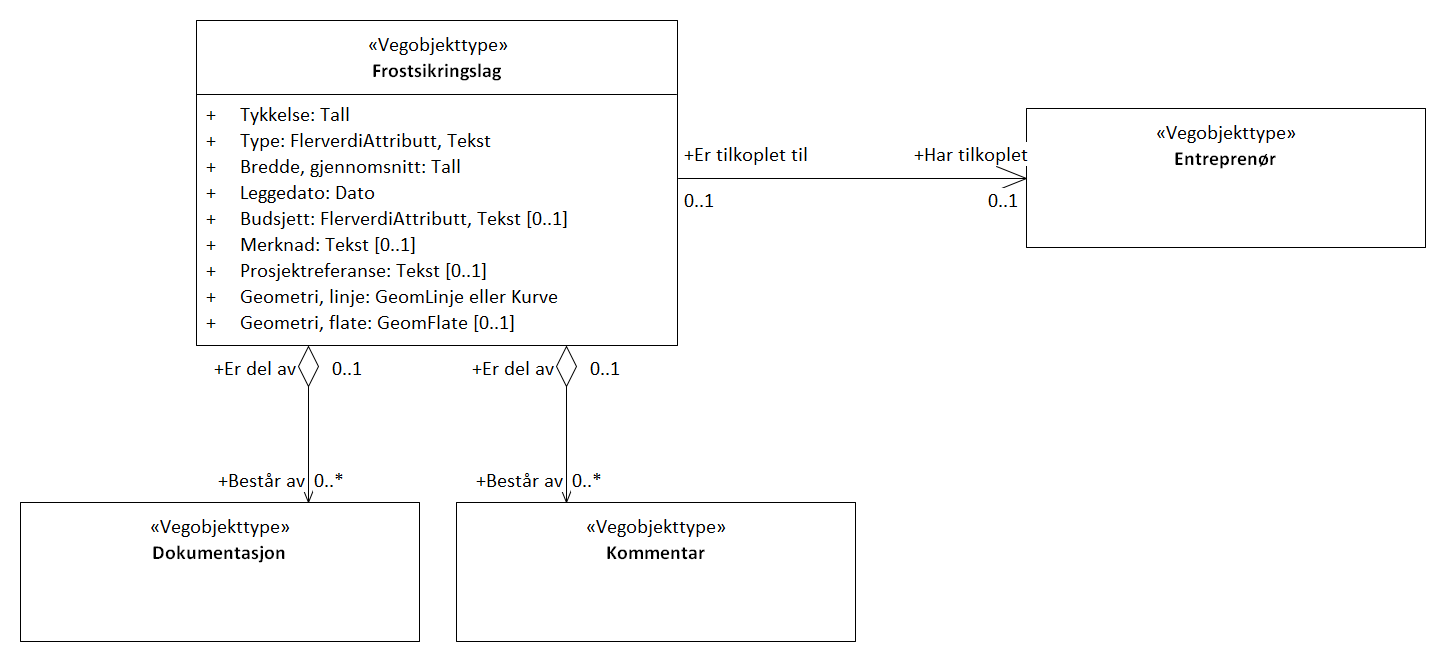 «Vegobjekttype»
Frostsikringslag
+ Tykkelse: Tall
+ Type: FlerverdiAttributt, Tekst
+ Bredde, gjennomsnitt: Tall
+ Leggedato: Dato
+ Budsjett: FlerverdiAttributt, Tekst [0..1]
+ Merknad: Tekst [0..1]
+ Prosjektreferanse: Tekst [0..1]
+ Geometri, linje: GeomLinje eller Kurve
+ Geometri, flate: GeomFlate [0..1]
+Er tilkoplet til +Har tilkoplet
0..1 0..1
«Vegobjekttype»
Entreprenør
+Er del av 0..1 +Er del av 0..1
+Består av 0..* +Består av 0..*
«Vegobjekttype»
Dokumentasjon
«Vegobjekttype»
Kommentar